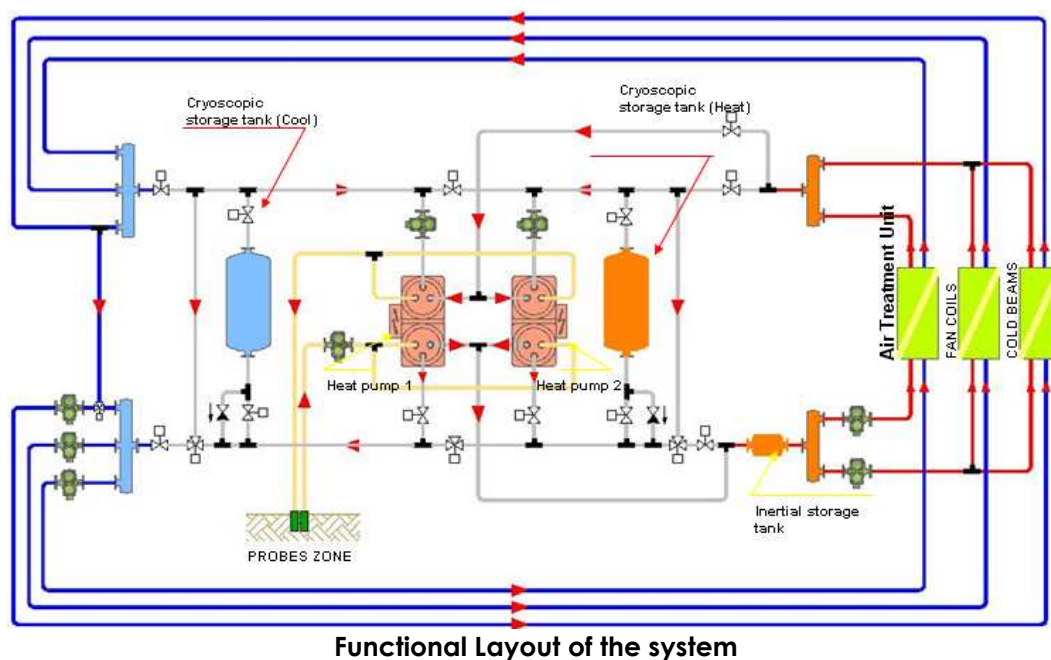 Cryoscopic
storage tank (Cool)
Cryoscopic
storage tank (Heat)
Air Treatment Unit
FAN COILS
COLD BEAMS
Heat pump 1
Heat pump 2
Inertial storage
tank
PROBES ZONE
Functional Layout of the system